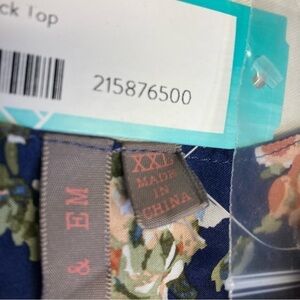 ck Top
215876500
XXL
MADE
IN
CHINA
& EM